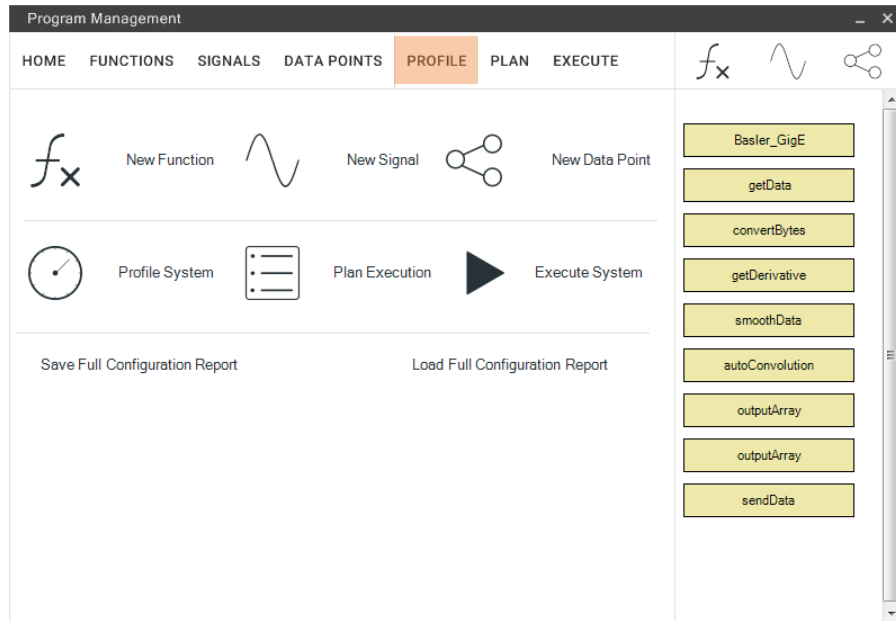 Program Management
HOME FUNCTIONS SIGNALS DATA POINTS PROFILE PLAN EXECUTE
New Function New Signal New Data Point
Profile System Plan Execution Execute System
Save Full Configuration Report Load Full Configuration Report
Basler_GigE
getData
convertBytes
getDerivative
smoothData
autoConvolution
outputArray
outputArray
sendData